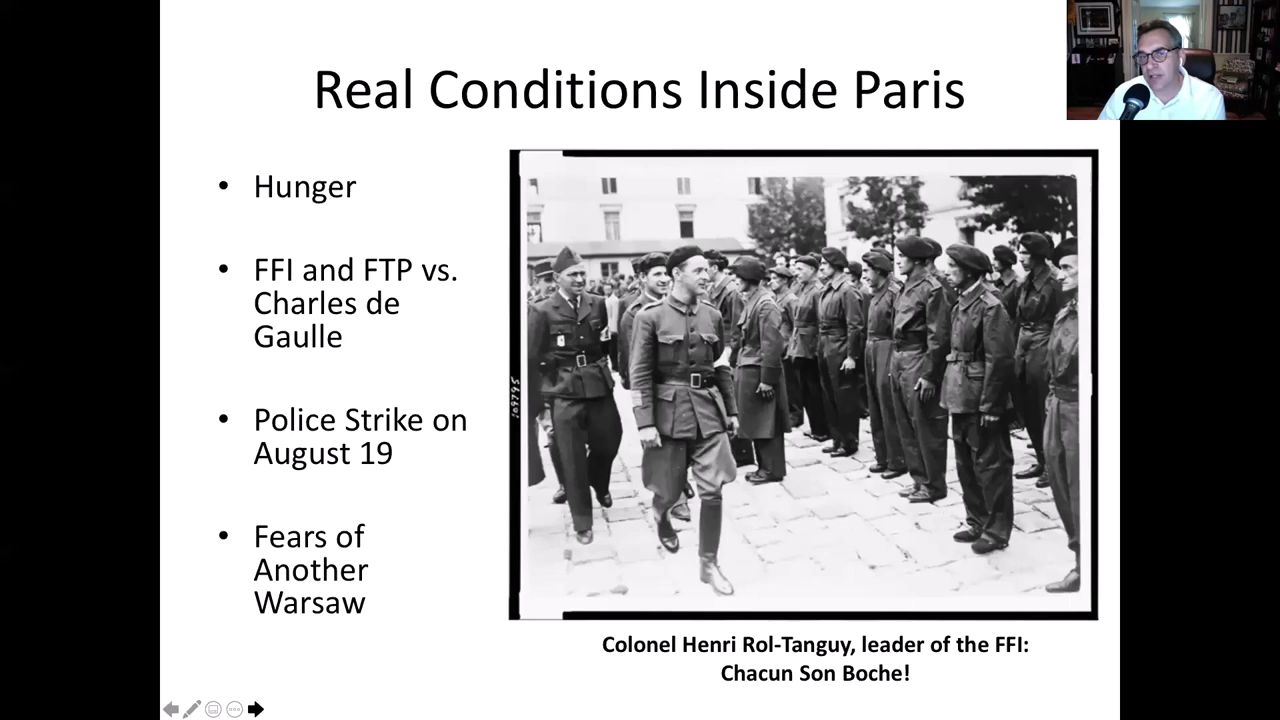 Real Conditions Inside Paris
• Hunger
• FFI and FTP vs.
Charles de
Gaulle
• Police Strike on
August 19
• Fears of
Another
Warsaw
109795
Colonel Henri Rol-Tanguy, leader of the FFI:
Chacun Son Boche!